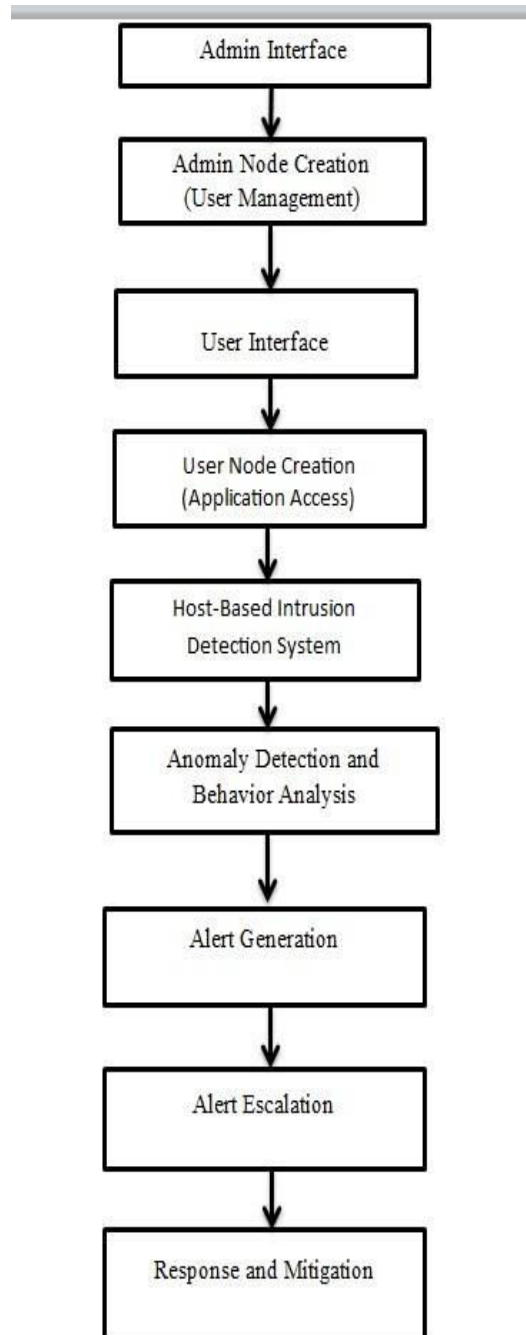 Admin Interface
Admin Node Creation
(User Management)
User Interface
User Node Creation
(Application Access)
Host-Based Intrusion
Detection System
Anomaly Detection and
Behavior Analysis
Alert Generation
Alert Escalation
Response and Mitigation